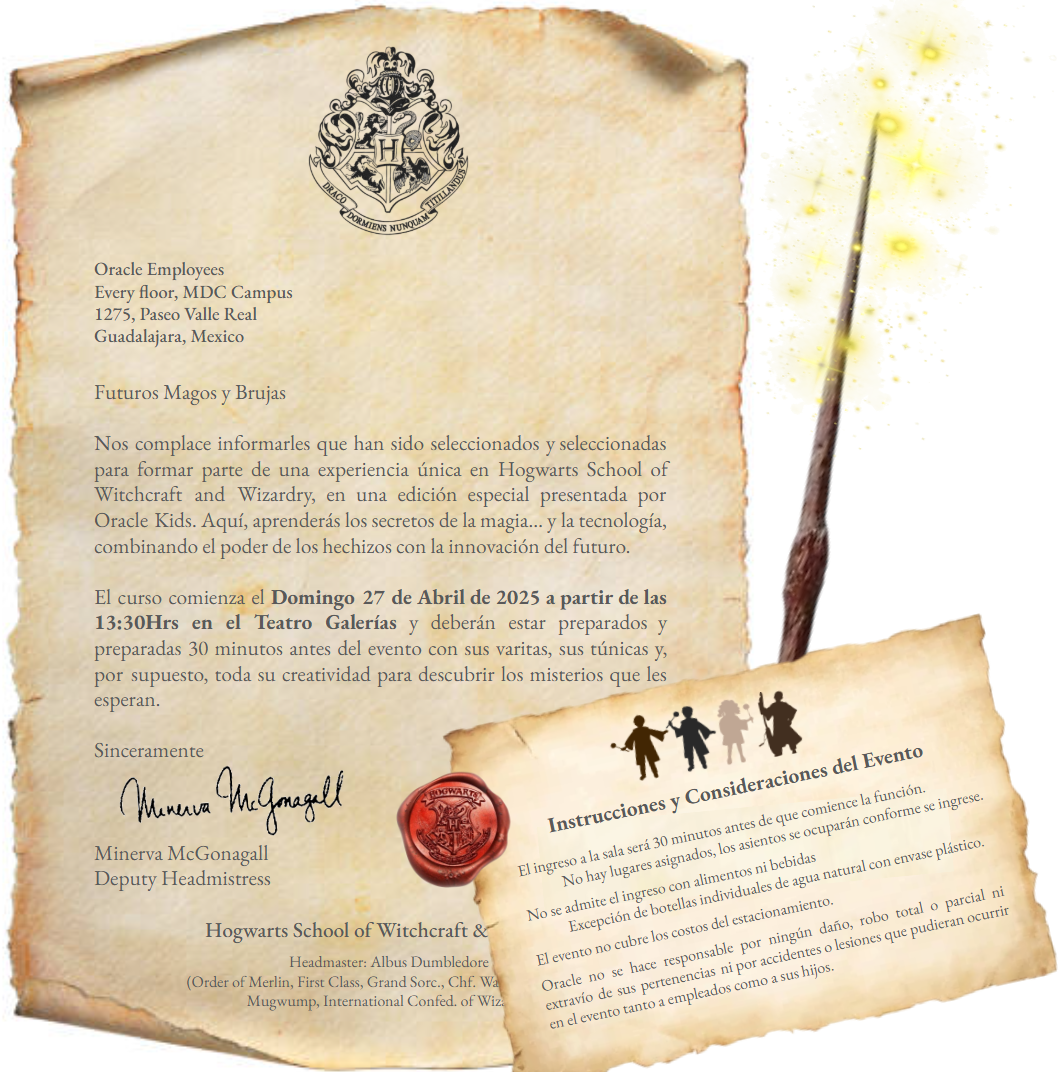 H
DRACO DORMIENS NUNQUAM TITILLANDUS
Oracle Employees
Every floor, MDC Campus
1275, Paseo Valle Real
Guadalajara, Mexico
Futuros Magos y Brujas
Nos complace informarles que han sido seleccionados y seleccionadas
para formar parte de una experiencia única en Hogwarts School of
Witchcraft and Wizardry, en una edición especial presentada por
Oracle Kids. Aquí, aprenderás los secretos de la magia... y la tecnología,
combinando el poder de los hechizos con la innovación del futuro.
El curso comienza el Domingo 27 de Abril de 2025 a partir de las
13:30Hrs en el Teatro Galerías y deberán estar preparados y
preparadas 30 minutos antes del evento con sus varitas, sus túnicas y,
por supuesto, toda su creatividad para descubrir los misterios que les
esperan.
Sinceramente
Minerva McGonagall
Minerva McGonagall
Deputy Headmistress
HOGWARTS
H
Hogwarts School of Witchcraft &
Headmaster: Albus Dumbledore
(Order of Merlin, First Class, Grand Sorc., Chf. Wa
Mugwump, International Confed. of Wiz
Instrucciones y Consideraciones del Evento
El ingreso a la sala será 30 minutos antes de que comience la función.
No hay lugares asignados, los asientos se ocuparán conforme se ingrese.
No se admite el ingreso con alimentos ni bebidas
Excepción de botellas individuales de agua natural con envase plástico.
El evento no cubre los costos del estacionamiento.
Oracle no se hace responsable por ningún daño, robo total o parcial ni
extravío de sus pertenencias ni por accidentes o lesiones que pudieran ocurrir
en el evento tanto a empleados como a sus hijos.